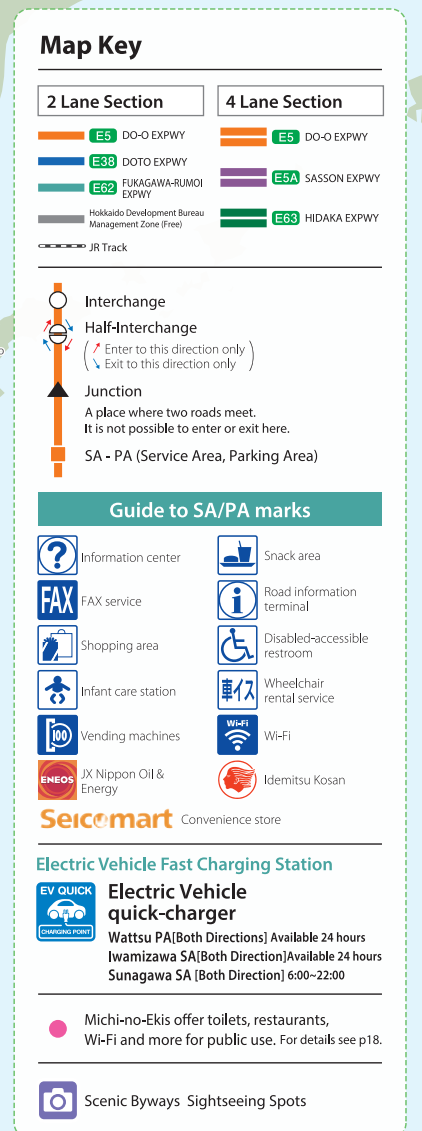 Map Key
2 Lane Section
4 Lane Section
E5 DO-O EXPWY
E5 DO-O EXPWY
E38 DOTO EXPWY
E5A SASSON EXPWY
E62 FUKAGAWA-RUMOI
EXPWY
E63 HIDAKA EXPWY
Hokkaido Development Bureau
Management Zone (Free)
JR Track
Interchange
Half-Interchange
( Enter to this direction only
Exit to this direction only )
Junction
A place where two roads meet.
It is not possible to enter or exit here.
SA - PA (Service Area, Parking Area)
Guide to SA/PA marks
? Information center
Snack area
FAX FAX service
i Road information
terminal
Shopping area
Disabled-accessible
restroom
Infant care station
車イス Wheelchair
rental service
100 Vending machines
Wi-Fi Wi-Fi
ENEOS JX Nippon Oil &
Energy
Idemitsu Kosan
Seicomart Convenience store
Electric Vehicle Fast Charging Station
EV QUICK
CHARGING POINT
Electric Vehicle
quick-charger
Wattsu PA[Both Directions] Available 24 hours
Iwamizawa SA[Both Direction]Available 24 hours
Sunagawa SA [Both Direction] 6:00~22:00
Michi-no-Ekis offer toilets, restaurants,
Wi-Fi and more for public use. For details see p18.
Scenic Byways Sightseeing Spots